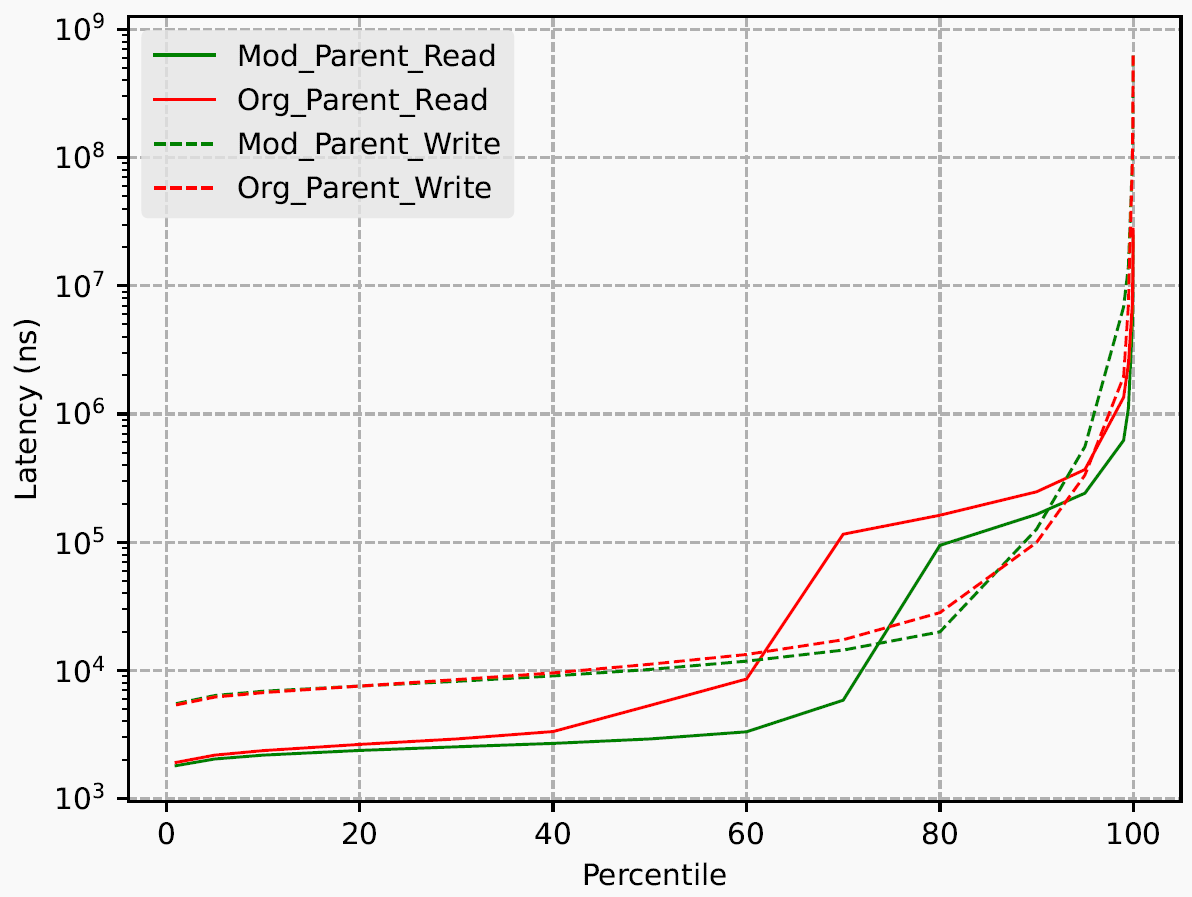 10⁹
10⁸
10⁷
10⁶
10⁵
10⁴
10³
Latency (ns)
Mod_Parent_Read
Org_Parent_Read
Mod_Parent_Write
Org_Parent_Write
0 20 40 60 80 100
Percentile